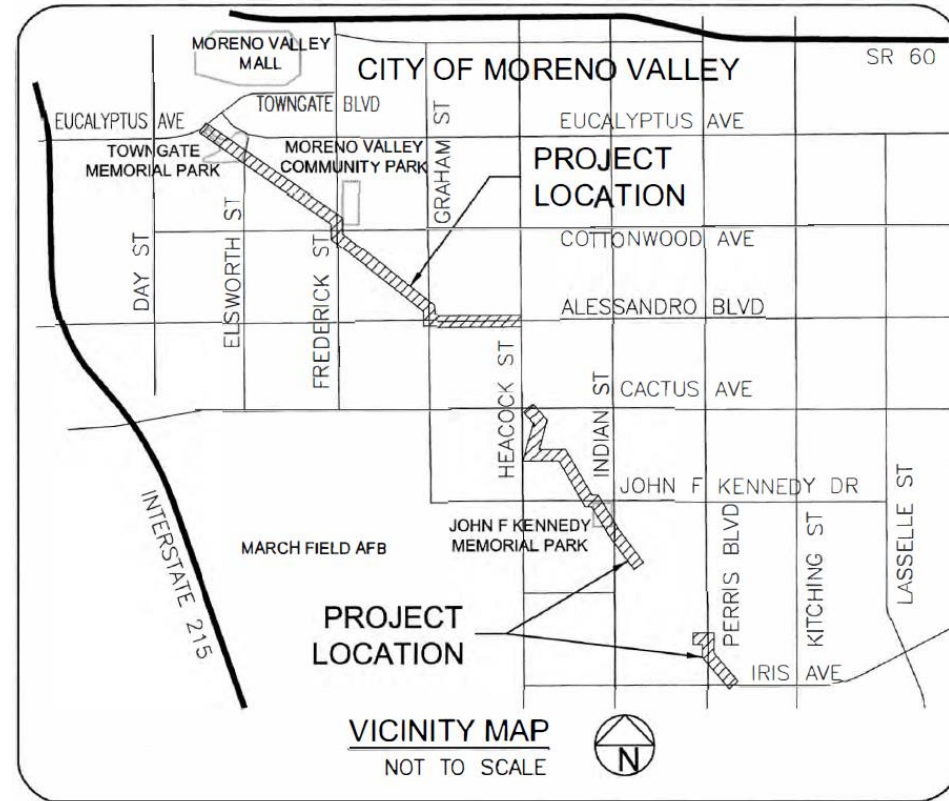 MORENO VALLEY
MALL
CITY OF MORENO VALLEY
SR 60
TOWNGATE BLVD
EUCALYPTUS AVE
EUCALYPTUS AVE
TOWNGATE
MEMORIAL PARK
MORENO VALLEY
COMMUNITY PARK
GRAHAM ST
PROJECT
LOCATION
DAY ST
ELSWORTH ST
FREDERICK ST
COTTONWOOD AVE
ALESSANDRO BLVD
HEACOCK ST
INDIAN ST
CACTUS AVE
JOHN F KENNEDY DR
INTERSTATE 215
MARCH FIELD AFB
JOHN F KENNEDY
MEMORIAL PARK
PERRIS BLVD
KITCHING ST
LASSELLE ST
PROJECT
LOCATION
IRIS AVE
VICINITY MAP
NOT TO SCALE
N